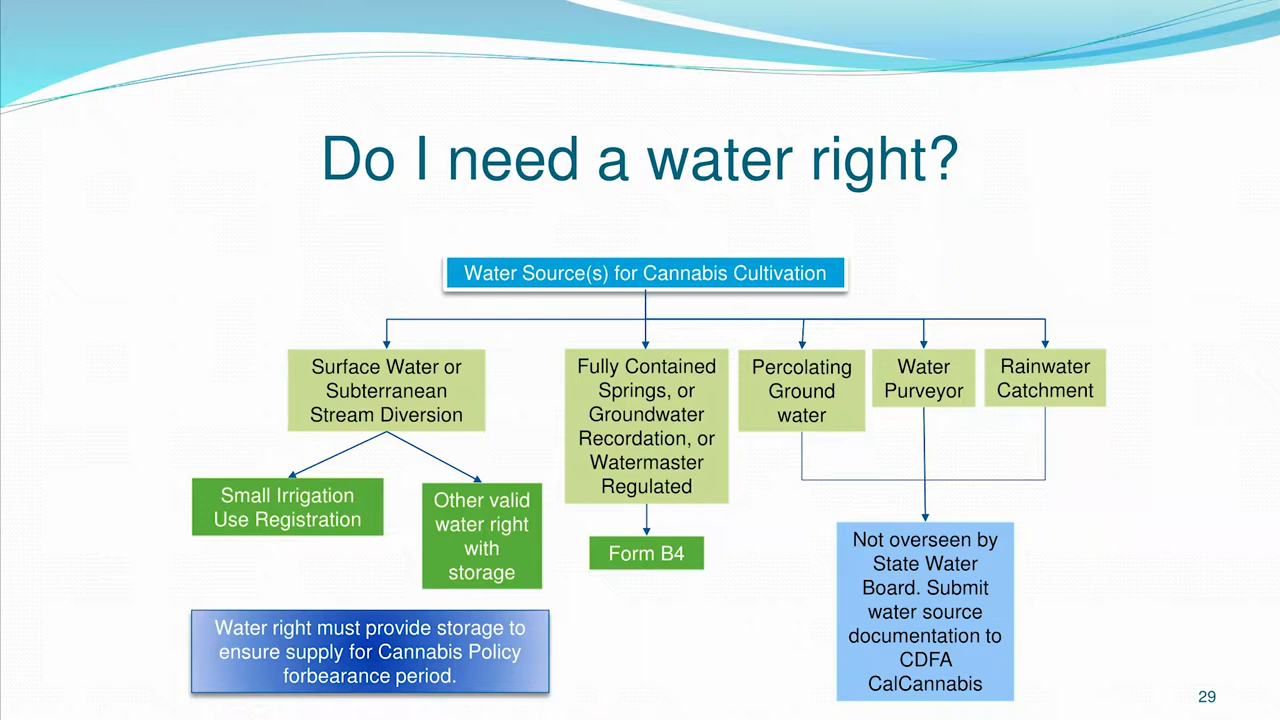 Do I need a water right?
Water Source(s) for Cannabis Cultivation
Surface Water or
Subterranean
Stream Diversion
Fully Contained
Springs, or
Groundwater
Recordation, or
Watermaster
Regulated
Percolating
Ground
water
Water
Purveyor
Rainwater
Catchment
Small Irrigation
Use Registration
Other valid
water right
with
storage
Form B4
Not overseen by
State Water
Board. Submit
water source
documentation to
CDFA
CalCannabis
Water right must provide storage to
ensure supply for Cannabis Policy
forbearance period.
29